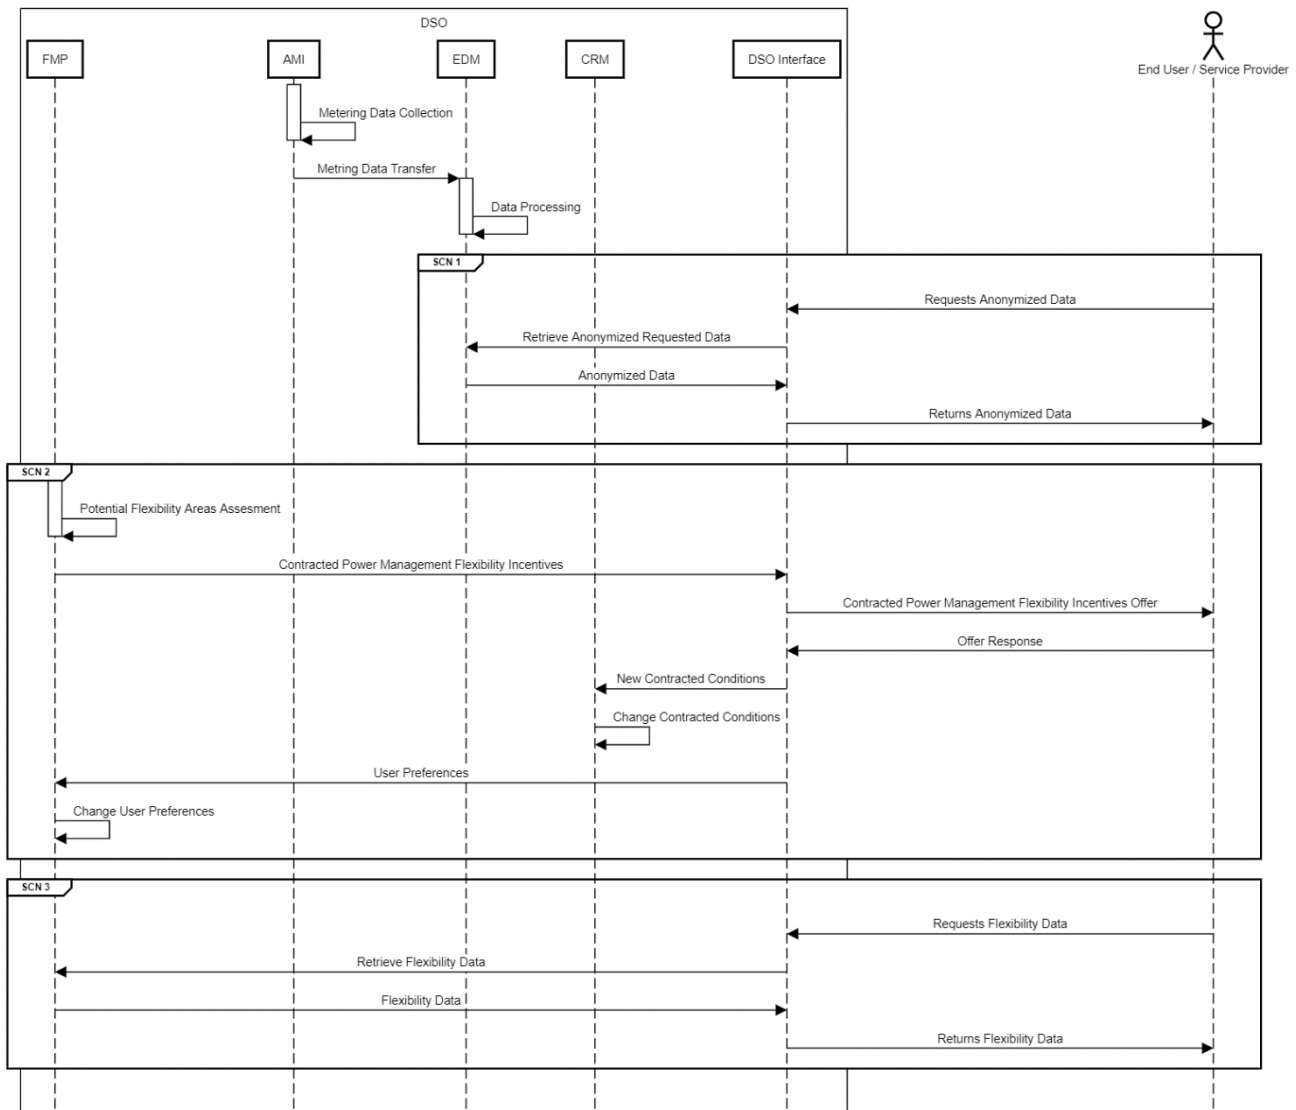 DSO
FMP
AMI
EDM
CRM
DSO Interface
End User / Service Provider
Metering Data Collection
Metring Data Transfer
Data Processing
SCN 1
Requests Anonymized Data
Retrieve Anonymized Requested Data
Anonymized Data
Returns Anonymized Data
SCN 2
Potential Flexibility Areas Assesment
Contracted Power Management Flexibility Incentives
Contracted Power Management Flexibility Incentives Offer
Offer Response
New Contracted Conditions
Change Contracted Conditions
User Preferences
Change User Preferences
SCN 3
Requests Flexibility Data
Retrieve Flexibility Data
Flexibility Data
Returns Flexibility Data